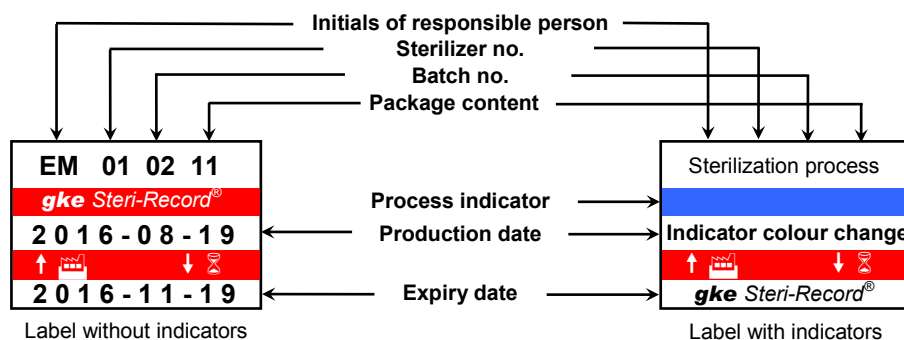 Initials of responsible person
Sterilizer no.
Batch no.
Package content
EM 01 02 11
gke Steri-Record®
2016-08-19
2016-11-19
Label without indicators
Process indicator
Production date
Expiry date
Sterilization process
Indicator colour change
gke Steri-Record®
Label with indicators